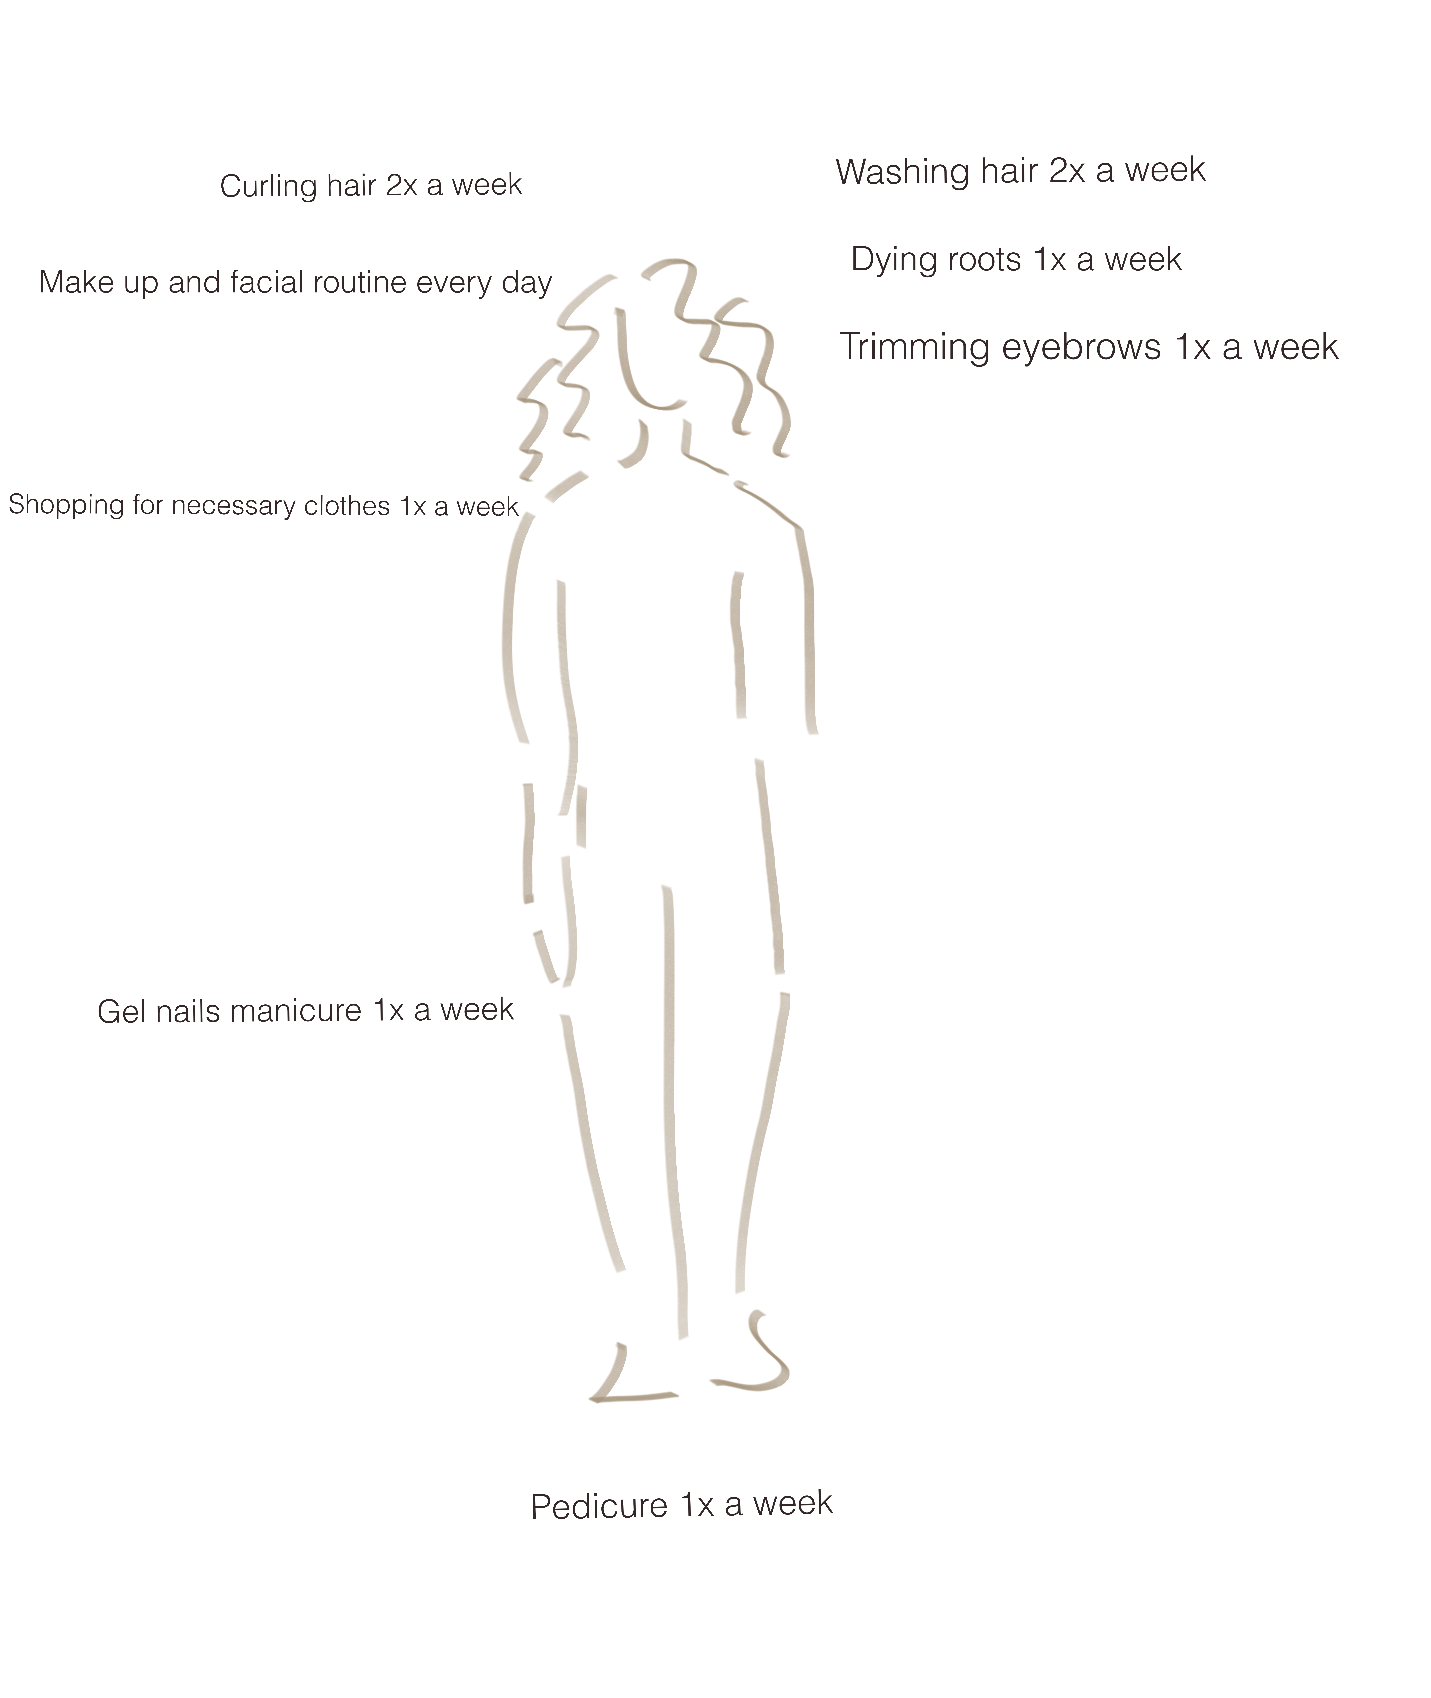 Curling hair 2x a week
Washing hair 2x a week
Make up and facial routine every day
Dying roots 1x a week
Trimming eyebrows 1x a week
Shopping for necessary clothes 1x a week
Gel nails manicure 1x a week
Pedicure 1x a week